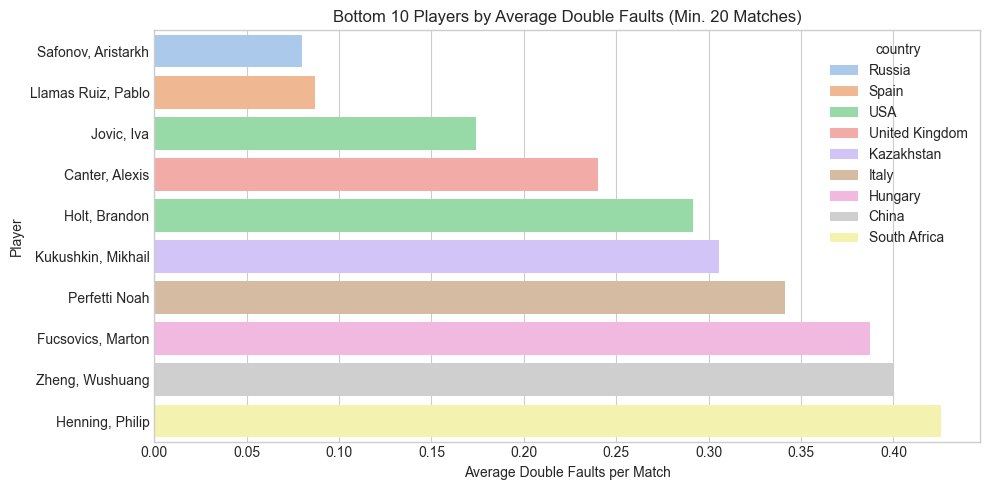 Bottom 10 Players by Average Double Faults (Min. 20 Matches)
Player
Safonov, Aristarkh
Llamas Ruiz, Pablo
Jovic, Iva
Canter, Alexis
Holt, Brandon
Kukushkin, Mikhail
Perfetti Noah
Fucsovics, Marton
Zheng, Wushuang
Henning, Philip
country
Russia
Spain
USA
United Kingdom
Kazakhstan
Italy
Hungary
China
South Africa
0.00 0.05 0.10 0.15 0.20 0.25 0.30 0.35 0.40
Average Double Faults per Match